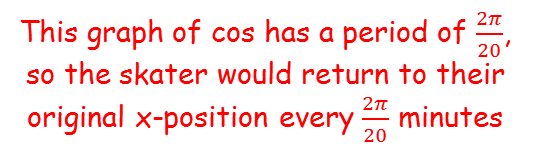 This graph of cos has a period of 2π/20,
so the skater would return to their
original x-position every 2π/20 minutes